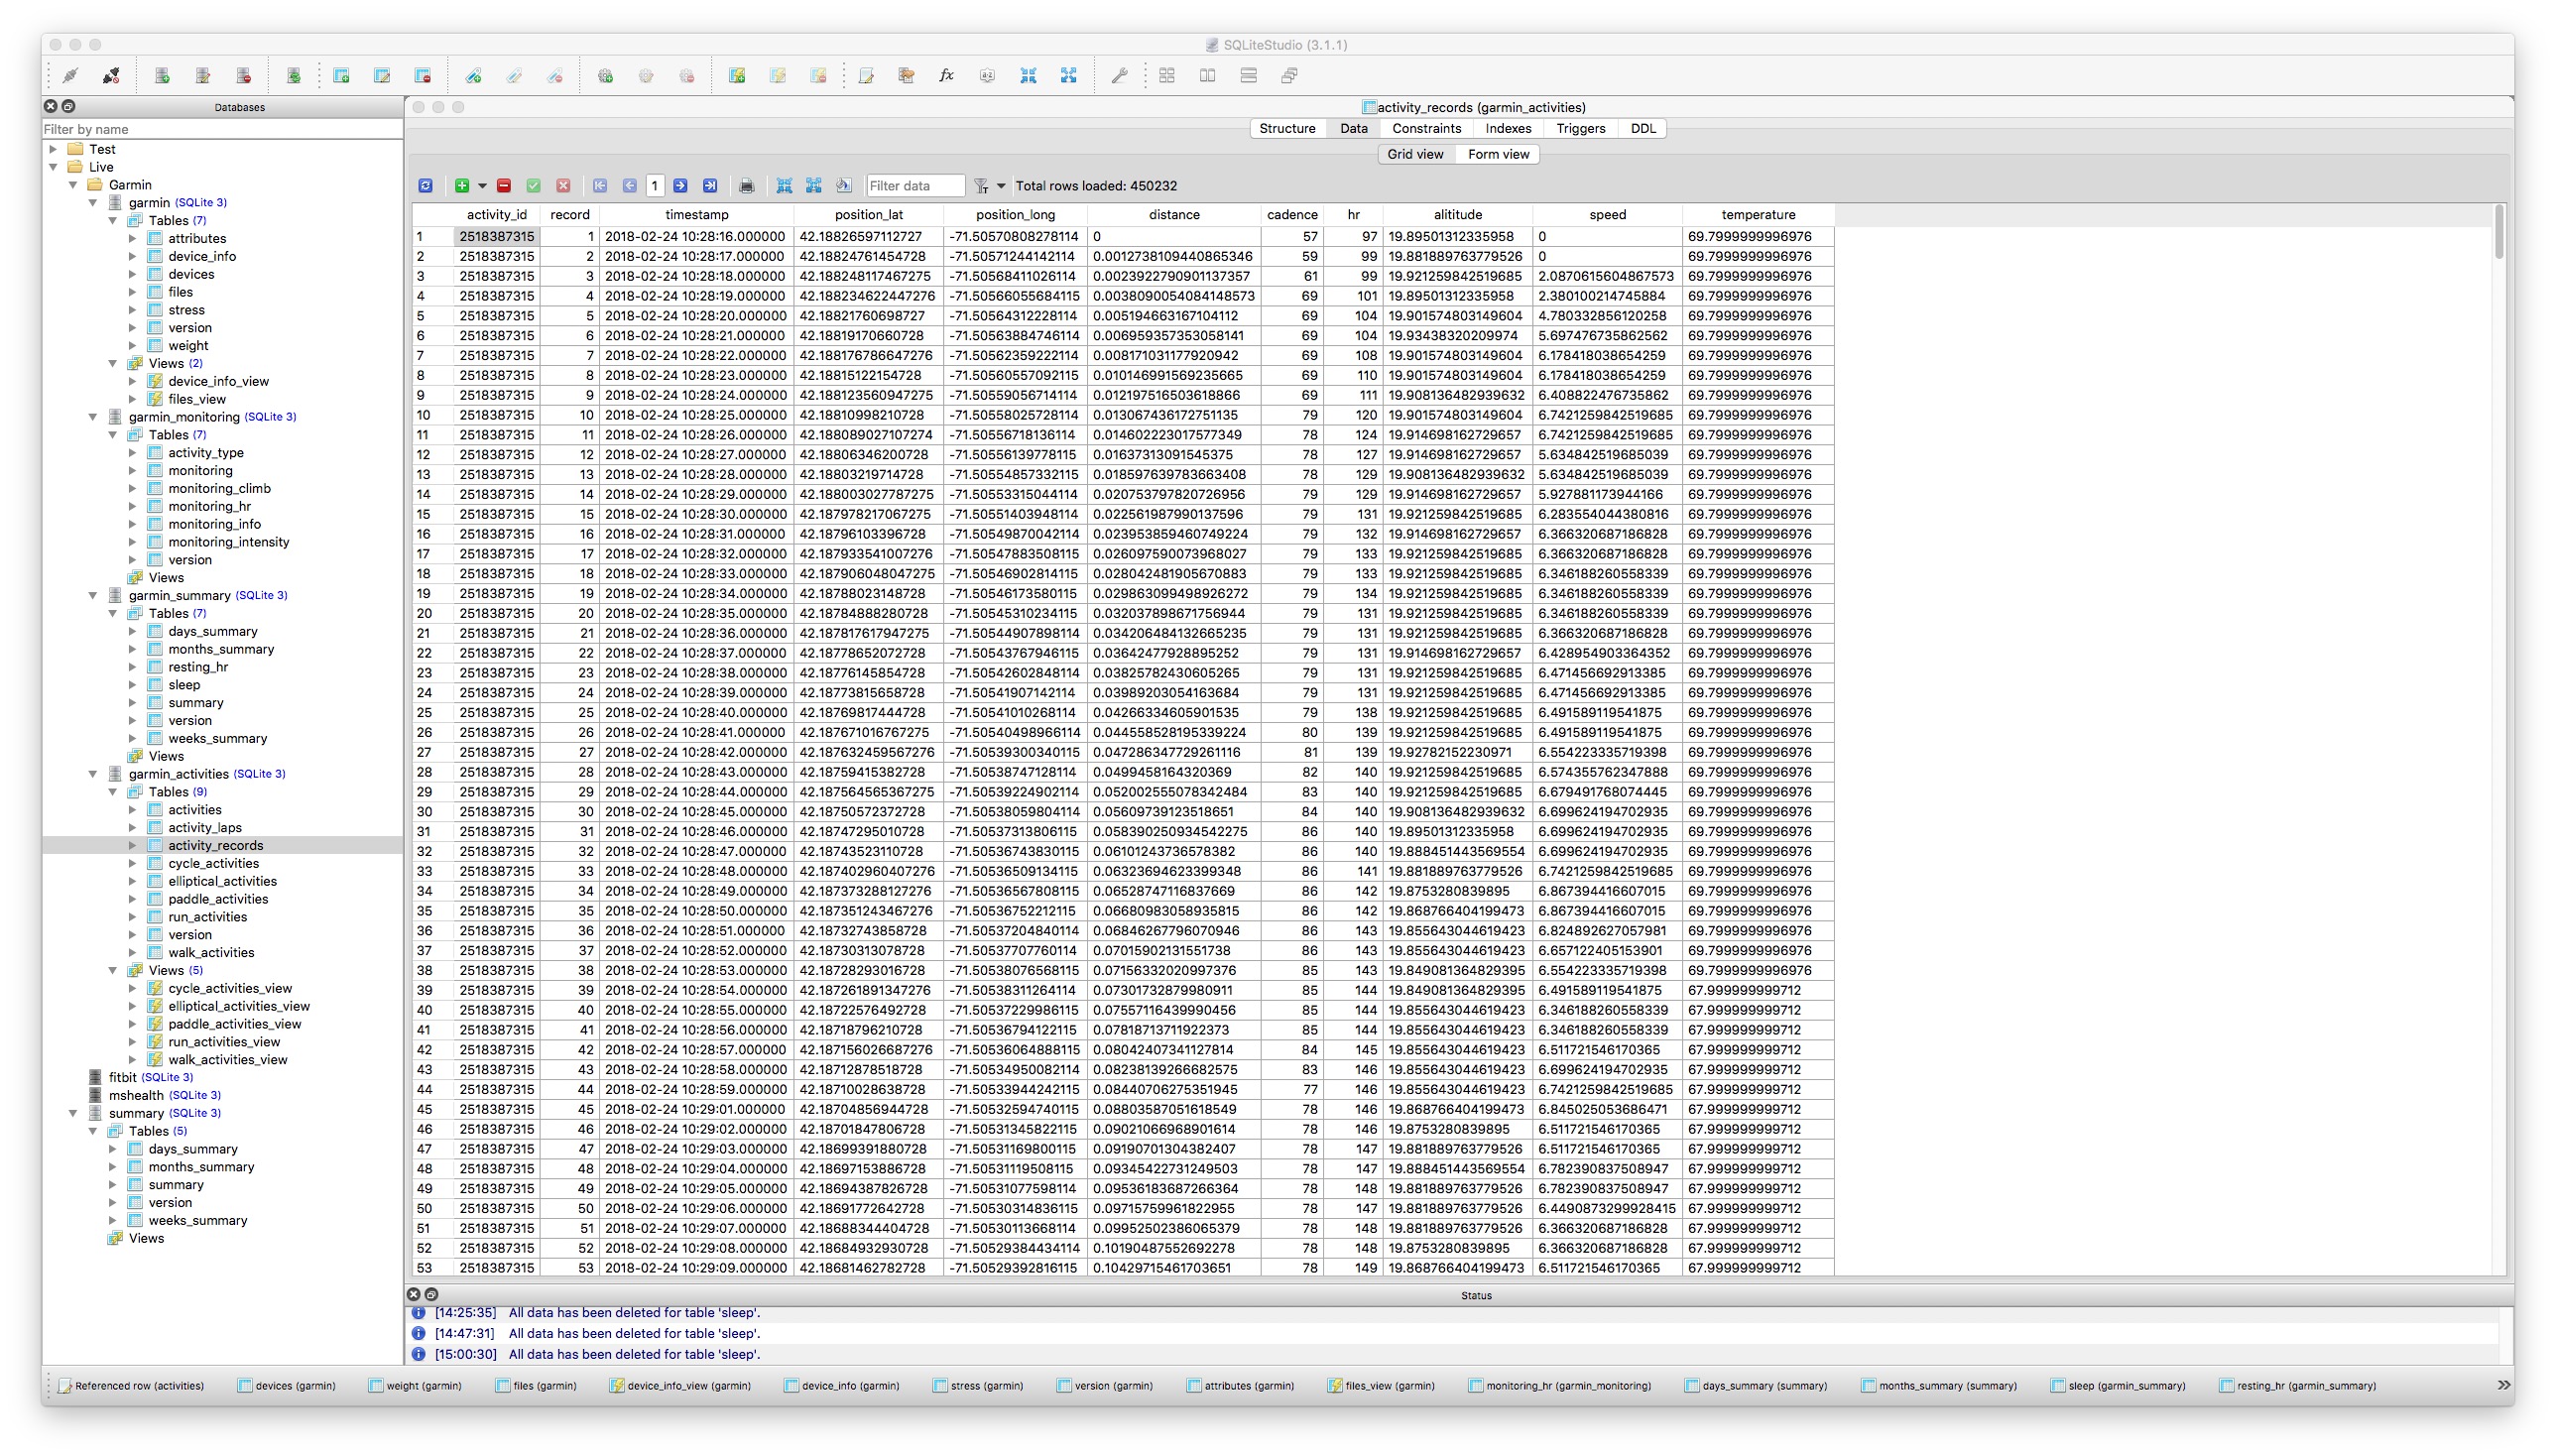 SQLiteStudio (3.1.1)
Databases
Filter by name
Test
Live
Garmin
garmin (SQLite 3)
Tables (7)
attributes
device_info
devices
files
stress
version
weight
Views (2)
device_info_view
files_view
garmin_monitoring (SQLite 3)
Tables (7)
activity_type
monitoring
monitoring_climb
monitoring_hr
monitoring_info
monitoring_intensity
version
Views
garmin_summary (SQLite 3)
Tables (7)
days_summary
months_summary
resting_hr
sleep
summary
version
weeks_summary
Views
garmin_activities (SQLite 3)
Tables (9)
activities
activity_laps
activity_records
cycle_activities
elliptical_activities
paddle_activities
run_activities
version
walk_activities
Views (5)
cycle_activities_view
elliptical_activities_view
paddle_activities_view
run_activities_view
walk_activities_view
fitbit (SQLite 3)
mshealth (SQLite 3)
summary (SQLite 3)
Tables (5)
days_summary
months_summary
summary
version
weeks_summary
Views
activity_records (garmin_activities)
Structure Data Constraints Indexes Triggers DDL
Grid view Form view
1 Filter data Total rows loaded: 450232
activity_id record timestamp position_lat position_long distance cadence hr alititude speed temperature
1 2518387315 1 2018-02-24 10:28:16.000000 42.18826597112727 -71.50570808278114 0 57 97 19.89501312335958 0 69.7999999996976
2 2518387315 2 2018-02-24 10:28:17.000000 42.18824761454728 -71.50571244142114 0.0012738109440865346 59 99 19.881889763779526 0 69.7999999996976
3 2518387315 3 2018-02-24 10:28:18.000000 42.188248117467275 -71.50568411026114 0.0023922790901137357 61 99 19.921259842519685 2.0870615604867573 69.7999999996976
4 2518387315 4 2018-02-24 10:28:19.000000 42.188234622447276 -71.50566055684115 0.0038090054084148573 69 101 19.89501312335958 2.380100214745884 69.7999999996976
5 2518387315 5 2018-02-24 10:28:20.000000 42.18821760698727 -71.50564312228114 0.005194663167104112 69 104 19.901574803149604 4.780332856120258 69.7999999996976
6 2518387315 6 2018-02-24 10:28:21.000000 42.18819170660728 -71.50563884746114 0.006959357353058141 69 104 19.93438320209974 5.697476735862562 69.7999999996976
7 2518387315 7 2018-02-24 10:28:22.000000 42.188176786647276 -71.50562359222114 0.008171031177920942 69 108 19.901574803149604 6.178418038654259 69.7999999996976
8 2518387315 8 2018-02-24 10:28:23.000000 42.18815122154728 -71.50560557092115 0.010146991569235665 69 110 19.901574803149604 6.178418038654259 69.7999999996976
9 2518387315 9 2018-02-24 10:28:24.000000 42.188123560947275 -71.50559056714114 0.012197516503618866 69 111 19.908136482939632 6.408822476735862 69.7999999996976
10 2518387315 10 2018-02-24 10:28:25.000000 42.18810998210728 -71.50558025728114 0.013067436172751135 79 120 19.901574803149604 6.7421259842519685 69.7999999996976
11 2518387315 11 2018-02-24 10:28:26.000000 42.188089027107274 -71.50556718136114 0.014602223017577349 78 124 19.914698162729657 6.7421259842519685 69.7999999996976
12 2518387315 12 2018-02-24 10:28:27.000000 42.18806346200728 -71.50556139778115 0.01637313091545375 78 127 19.914698162729657 5.634842519685039 69.7999999996976
13 2518387315 13 2018-02-24 10:28:28.000000 42.18803219714728 -71.50554857332115 0.018597639783663408 78 129 19.908136482939632 5.634842519685039 69.7999999996976
14 2518387315 14 2018-02-24 10:28:29.000000 42.188003027787275 -71.50553315044114 0.020753797820726956 79 129 19.914698162729657 5.927881173944166 69.7999999996976
15 2518387315 15 2018-02-24 10:28:30.000000 42.187978217067275 -71.50551403948114 0.022561987990137596 79 131 19.921259842519685 6.283554044380816 69.7999999996976
16 2518387315 16 2018-02-24 10:28:31.000000 42.18796103396728 -71.50549870042114 0.023953859460749224 79 132 19.914698162729657 6.366320687186828 69.7999999996976
17 2518387315 17 2018-02-24 10:28:32.000000 42.187933541007276 -71.50547883508115 0.026097590073968027 79 133 19.921259842519685 6.366320687186828 69.7999999996976
18 2518387315 18 2018-02-24 10:28:33.000000 42.187906048047275 -71.50546902814115 0.028042481905670883 79 133 19.921259842519685 6.346188260558339 69.7999999996976
19 2518387315 19 2018-02-24 10:28:34.000000 42.18788023148728 -71.50546173580115 0.029863099498926272 79 134 19.921259842519685 6.346188260558339 69.7999999996976
20 2518387315 20 2018-02-24 10:28:35.000000 42.18784888280728 -71.50545310234115 0.032037898671756944 79 131 19.921259842519685 6.346188260558339 69.7999999996976
21 2518387315 21 2018-02-24 10:28:36.000000 42.187817617947275 -71.50544907898114 0.034206484132665235 79 131 19.921259842519685 6.366320687186828 69.7999999996976
22 2518387315 22 2018-02-24 10:28:37.000000 42.18778652072728 -71.50543767946115 0.03642477928895252 79 131 19.914698162729657 6.428954903364352 69.7999999996976
23 2518387315 23 2018-02-24 10:28:38.000000 42.18776145854728 -71.50542602848114 0.03825782430605265 79 131 19.921259842519685 6.471456692913385 69.7999999996976
24 2518387315 24 2018-02-24 10:28:39.000000 42.18773815658728 -71.50541907142114 0.03989203054163684 79 131 19.921259842519685 6.471456692913385 69.7999999996976
25 2518387315 25 2018-02-24 10:28:40.000000 42.18769817444728 -71.50541010268114 0.04266334605901535 79 138 19.921259842519685 6.491589119541875 69.7999999996976
26 2518387315 26 2018-02-24 10:28:41.000000 42.187671016767275 -71.50540498966114 0.044558528195339224 80 139 19.921259842519685 6.491589119541875 69.7999999996976
27 2518387315 27 2018-02-24 10:28:42.000000 42.187632459567276 -71.50539300340115 0.047286347729261116 81 139 19.92782152230971 6.554223335719398 69.7999999996976
28 2518387315 28 2018-02-24 10:28:43.000000 42.18759415382728 -71.50538747128114 0.0499458164320369 82 140 19.921259842519685 6.574355762347888 69.7999999996976
29 2518387315 29 2018-02-24 10:28:44.000000 42.187564565367275 -71.50539224902114 0.052002555078342484 83 140 19.921259842519685 6.679491768074445 69.7999999996976
30 2518387315 30 2018-02-24 10:28:45.000000 42.18750572372728 -71.50538059804114 0.05609739123518651 84 140 19.908136482939632 6.699624194702935 69.7999999996976
31 2518387315 31 2018-02-24 10:28:46.000000 42.18747295010728 -71.50537313806115 0.058390250934542275 86 140 19.89501312335958 6.699624194702935 69.7999999996976
32 2518387315 32 2018-02-24 10:28:47.000000 42.18743523110728 -71.50536743830115 0.06101243736578382 86 140 19.888451443569554 6.699624194702935 69.7999999996976
33 2518387315 33 2018-02-24 10:28:48.000000 42.187402960407276 -71.50536509134115 0.06323694623399348 86 141 19.881889763779526 6.7421259842519685 69.7999999996976
34 2518387315 34 2018-02-24 10:28:49.000000 42.187373288127276 -71.50536567808115 0.06528747116837669 86 142 19.8753280839895 6.867394416607015 69.7999999996976
35 2518387315 35 2018-02-24 10:28:50.000000 42.187351243467276 -71.50536752212115 0.06680983058935815 86 142 19.868766404199473 6.867394416607015 69.7999999996976
36 2518387315 36 2018-02-24 10:28:51.000000 42.18732743858728 -71.50537204840114 0.06846267796070946 86 143 19.855643044619423 6.824892627057981 69.7999999996976
37 2518387315 37 2018-02-24 10:28:52.000000 42.18730313078728 -71.50537707760114 0.07015902131551738 86 143 19.855643044619423 6.657122405153901 69.7999999996976
38 2518387315 38 2018-02-24 10:28:53.000000 42.18728293016728 -71.50538076568115 0.07156332020997376 85 143 19.849081364829395 6.554223335719398 69.7999999996976
39 2518387315 39 2018-02-24 10:28:54.000000 42.187261891347276 -71.50538311264114 0.07301732879980911 85 144 19.849081364829395 6.491589119541875 67.999999999712
40 2518387315 40 2018-02-24 10:28:55.000000 42.18722576492728 -71.50537229986115 0.07557116439990456 85 144 19.855643044619423 6.346188260558339 67.999999999712
41 2518387315 41 2018-02-24 10:28:56.000000 42.18718796210728 -71.50536794122115 0.07818713711922373 85 144 19.855643044619423 6.346188260558339 67.999999999712
42 2518387315 42 2018-02-24 10:28:57.000000 42.187156026687276 -71.50536064888115 0.08042407341127814 84 145 19.855643044619423 6.511721546170365 67.999999999712
43 2518387315 43 2018-02-24 10:28:58.000000 42.18712878518728 -71.50534950082114 0.08238139266682575 83 146 19.855643044619423 6.699624194702935 67.999999999712
44 2518387315 44 2018-02-24 10:28:59.000000 42.18710028638728 -71.50533944242115 0.08440706275351945 77 146 19.855643044619423 6.7421259842519685 67.999999999712
45 2518387315 45 2018-02-24 10:29:01.000000 42.18704856944728 -71.50532594740115 0.08803587051618549 78 146 19.868766404199473 6.845025053686471 67.999999999712
46 2518387315 46 2018-02-24 10:29:02.000000 42.18701847806728 -71.50531345822115 0.09021066968901614 78 146 19.8753280839895 6.511721546170365 67.999999999712
47 2518387315 47 2018-02-24 10:29:03.000000 42.18699391880728 -71.50531169800115 0.09190701304382407 78 147 19.881889763779526 6.511721546170365 67.999999999712
48 2518387315 48 2018-02-24 10:29:04.000000 42.18697153886728 -71.50531119508115 0.09345422731249503 78 147 19.888451443569554 6.782390837508947 67.999999999712
49 2518387315 49 2018-02-24 10:29:05.000000 42.18694387826728 -71.50531077598114 0.09536183687266364 78 148 19.881889763779526 6.782390837508947 67.999999999712
50 2518387315 50 2018-02-24 10:29:06.000000 42.18691772642728 -71.50530314836115 0.09715759961822955 78 147 19.881889763779526 6.4490873299928415 67.999999999712
51 2518387315 51 2018-02-24 10:29:07.000000 42.18688344404728 -71.50530113668114 0.09952502386065379 78 148 19.881889763779526 6.366320687186828 67.999999999712
52 2518387315 52 2018-02-24 10:29:08.000000 42.18684932930728 -71.50529384434114 0.10190487552692278 78 148 19.8753280839895 6.366320687186828 67.999999999712
53 2518387315 53 2018-02-24 10:29:09.000000 42.18681462782728 -71.50529392816115 0.10429715461703651 78 149 19.868766404199473 6.511721546170365 67.999999999712
Status
[14:25:35] All data has been deleted for table 'sleep'.
[14:47:31] All data has been deleted for table 'sleep'.
[15:00:30] All data has been deleted for table 'sleep'.
Referenced row (activities) devices (garmin) weight (garmin) files (garmin) device_info_view (garmin) device_info (garmin) stress (garmin) version (garmin) attributes (garmin) files_view (garmin) monitoring_hr (garmin_monitoring) days_summary (summary) months_summary (summary) sleep (garmin_summary) resting_hr (garmin_summary)